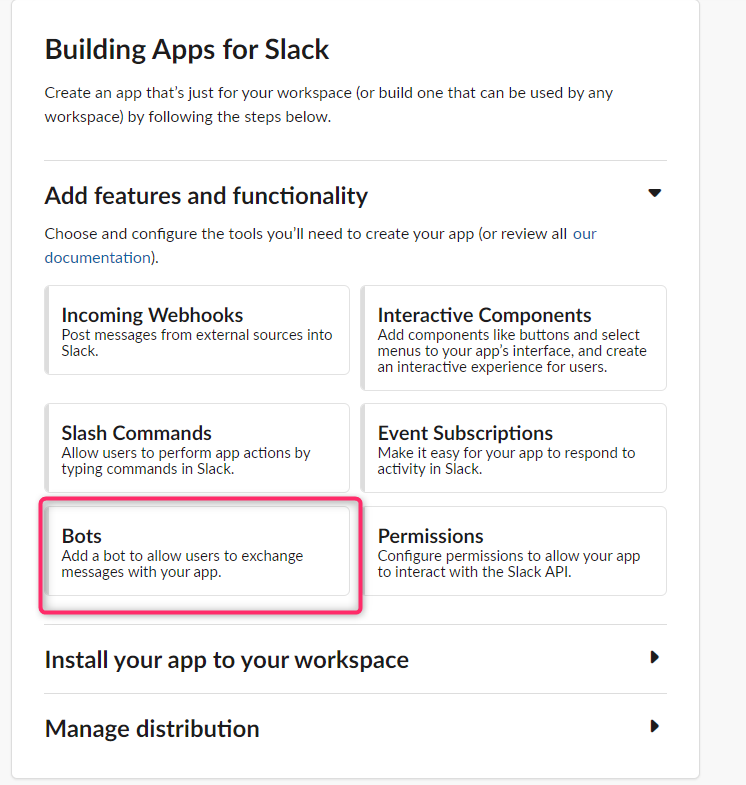 Building Apps for Slack
Create an app that’s just for your workspace (or build one that can be used by any
workspace) by following the steps below.
Add features and functionality
Choose and configure the tools you’ll need to create your app (or review all our
documentation).
Incoming Webhooks
Post messages from external sources into
Slack.
Interactive Components
Add components like buttons and select
menus to your app’s interface, and create
an interactive experience for users.
Slash Commands
Allow users to perform app actions by
typing commands in Slack.
Event Subscriptions
Make it easy for your app to respond to
activity in Slack.
Bots
Add a bot to allow users to exchange
messages with your app.
Permissions
Configure permissions to allow your app
to interact with the Slack API.
Install your app to your workspace
Manage distribution